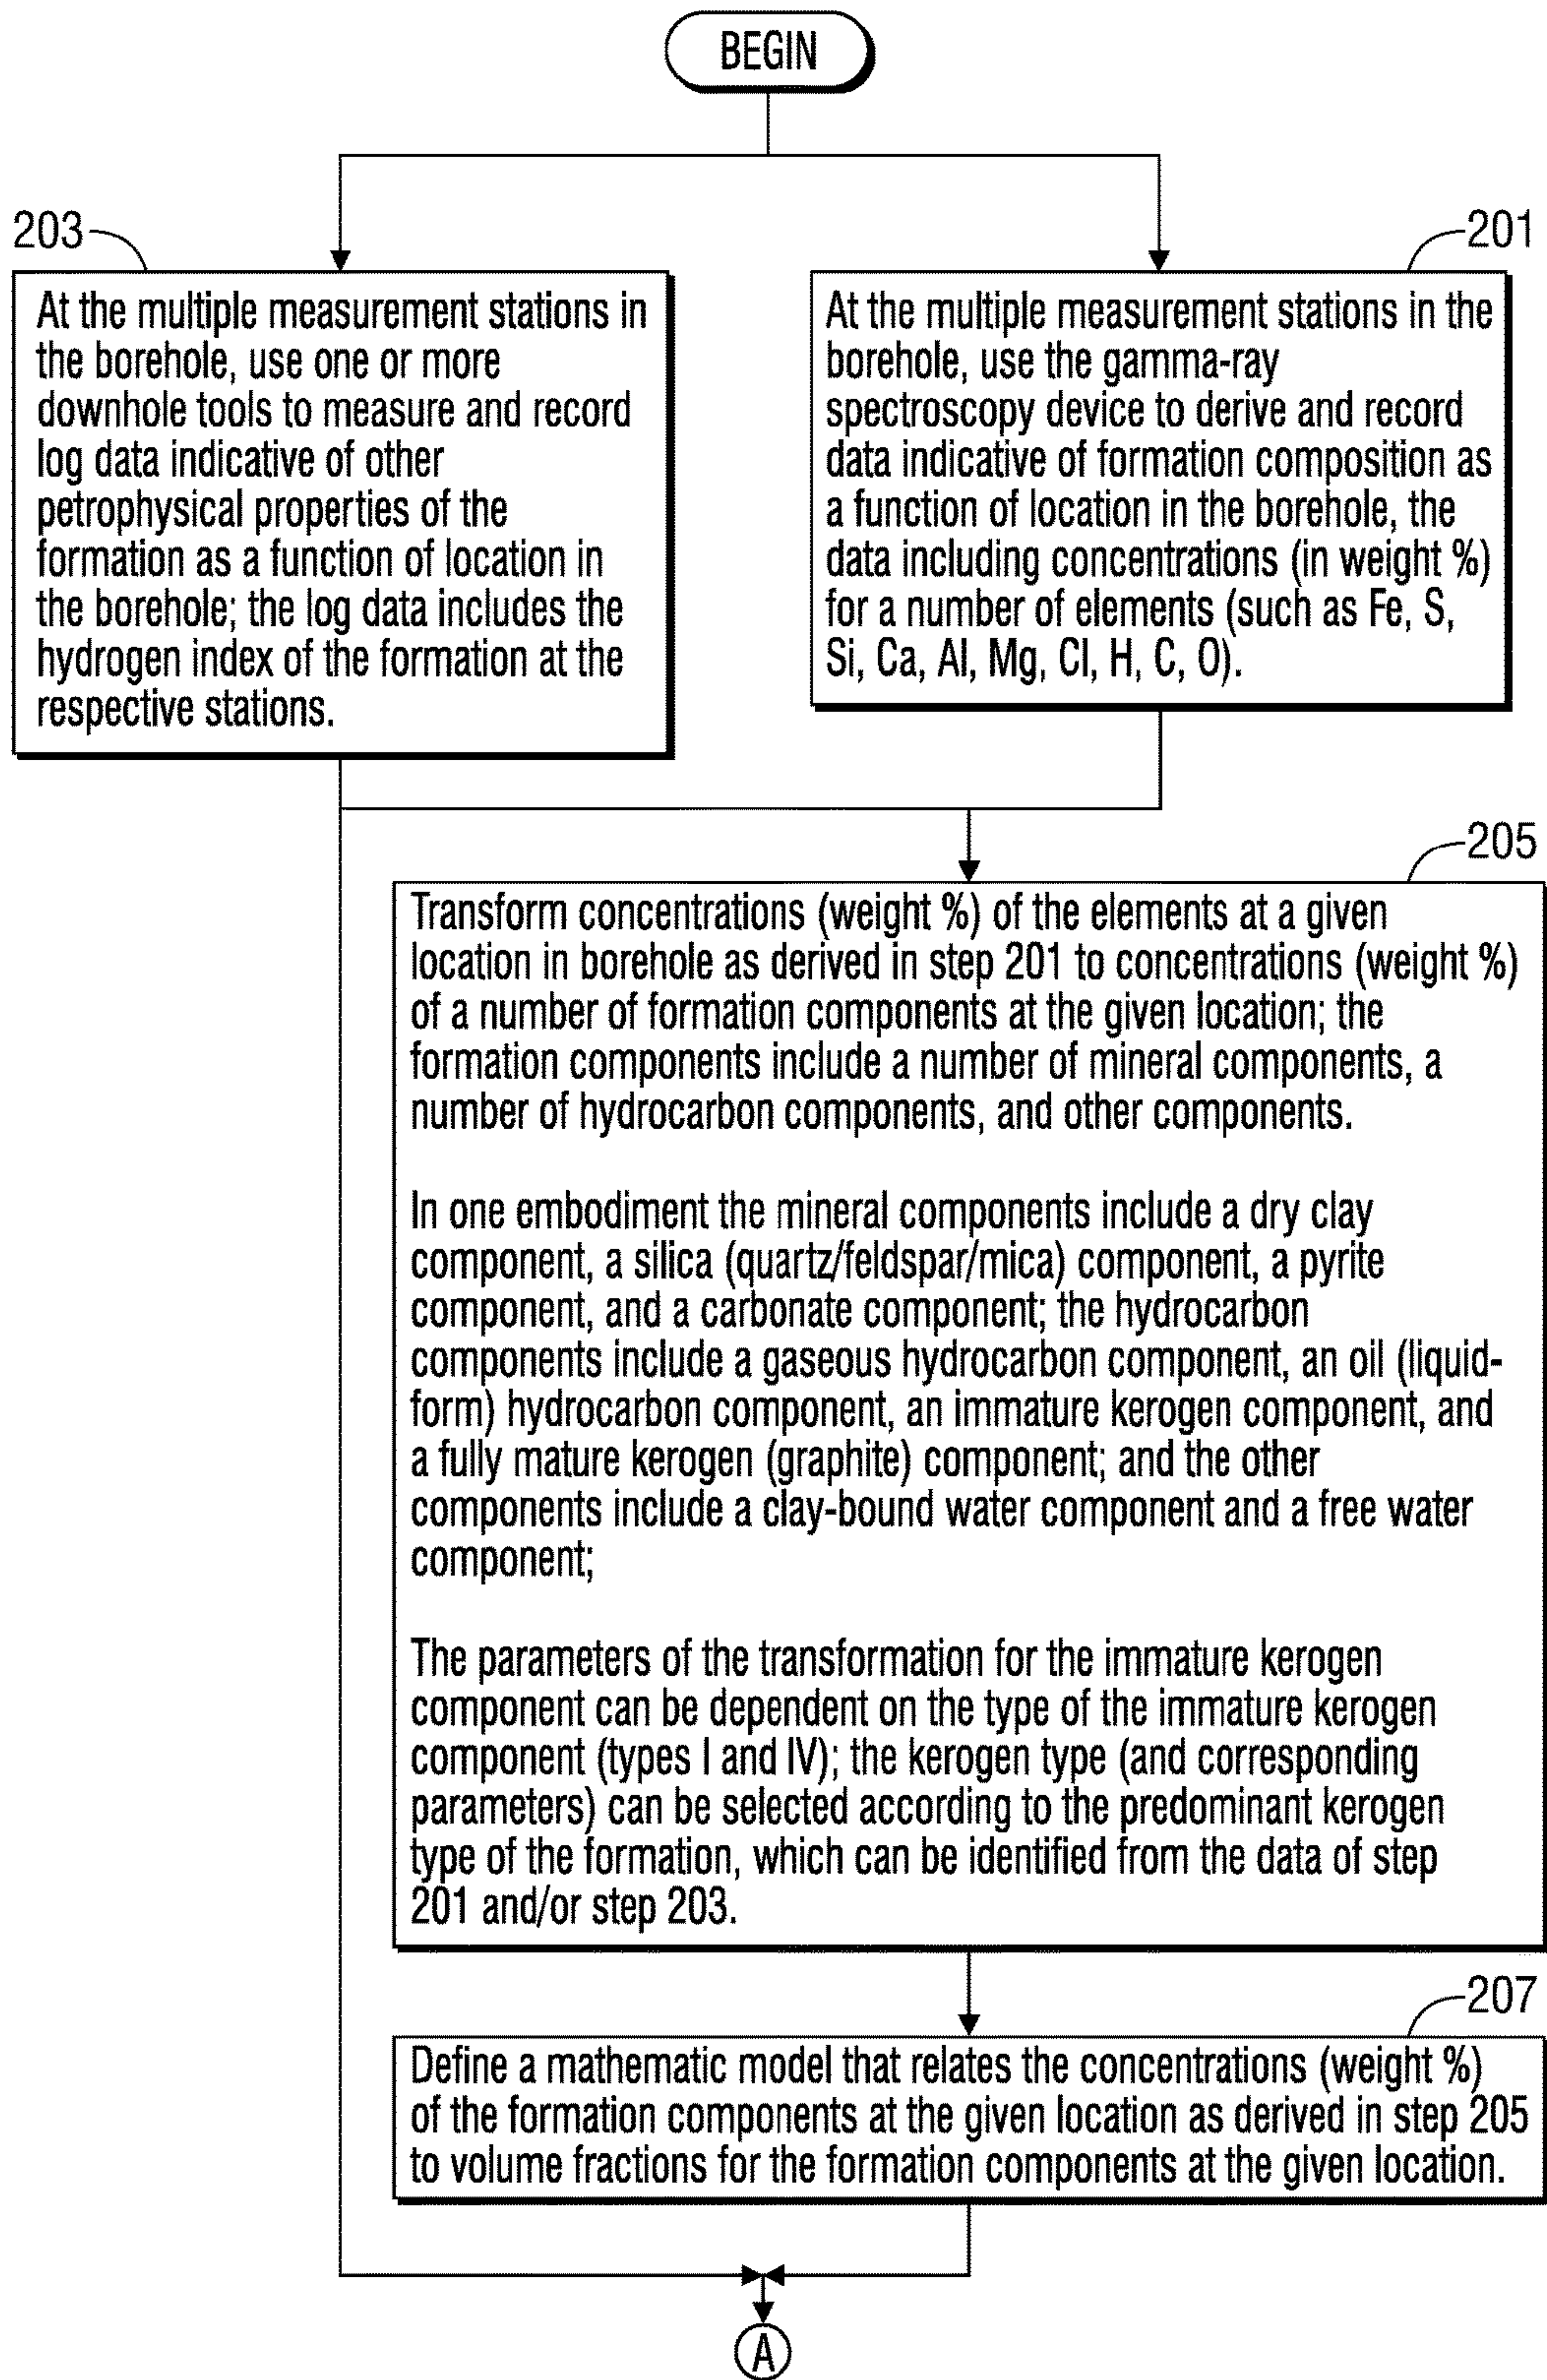 BEGIN
203
At the multiple measurement stations in
the borehole, use one or more
downhole tools to measure and record
log data indicative of other
petrophysical properties of the
formation as a function of location in
the borehole; the log data includes the
hydrogen index of the formation at the
respective stations.
201
At the multiple measurement stations in the
borehole, use the gamma-ray
spectroscopy device to derive and record
data indicative of formation composition as
a function of location in the borehole, the
data including concentrations (in weight %)
for a number of elements (such as Fe, S,
Si, Ca, Al, Mg, Cl, H, C, O).
205
Transform concentrations (weight %) of the elements at a given
location in borehole as derived in step 201 to concentrations (weight %)
of a number of formation components at the given location; the
formation components include a number of mineral components, a
number of hydrocarbon components, and other components.
In one embodiment the mineral components include a dry clay
component, a silica (quartz/feldspar/mica) component, a pyrite
component, and a carbonate component; the hydrocarbon
components include a gaseous hydrocarbon component, an oil (liquid-
form) hydrocarbon component, an immature kerogen component, and
a fully mature kerogen (graphite) component; and the other
components include a clay-bound water component and a free water
component;
The parameters of the transformation for the immature kerogen
component can be dependent on the type of the immature kerogen
component (types I and IV); the kerogen type (and corresponding
parameters) can be selected according to the predominant kerogen
type of the formation, which can be identified from the data of step
201 and/or step 203.
207
Define a mathematic model that relates the concentrations (weight %)
of the formation components at the given location as derived in step 205
to volume fractions for the formation components at the given location.
A